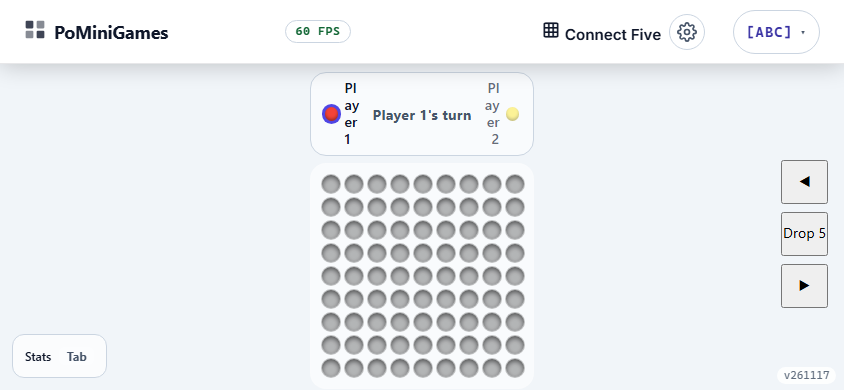 PoMiniGames
60 FPS
Connect Five
[ABC] ▾
Pl
ay
er
1
Player 1's turn
Pl
ay
er
2
◀
Drop 5
▶
Stats Tab
v261117